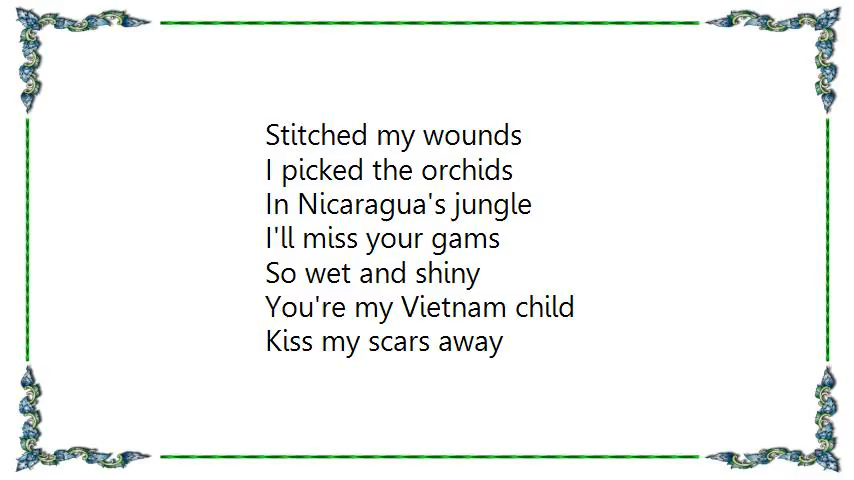 Stitched my wounds
I picked the orchids
In Nicaragua's jungle
I'll miss your gams
So wet and shiny
You're my Vietnam child
Kiss my scars away